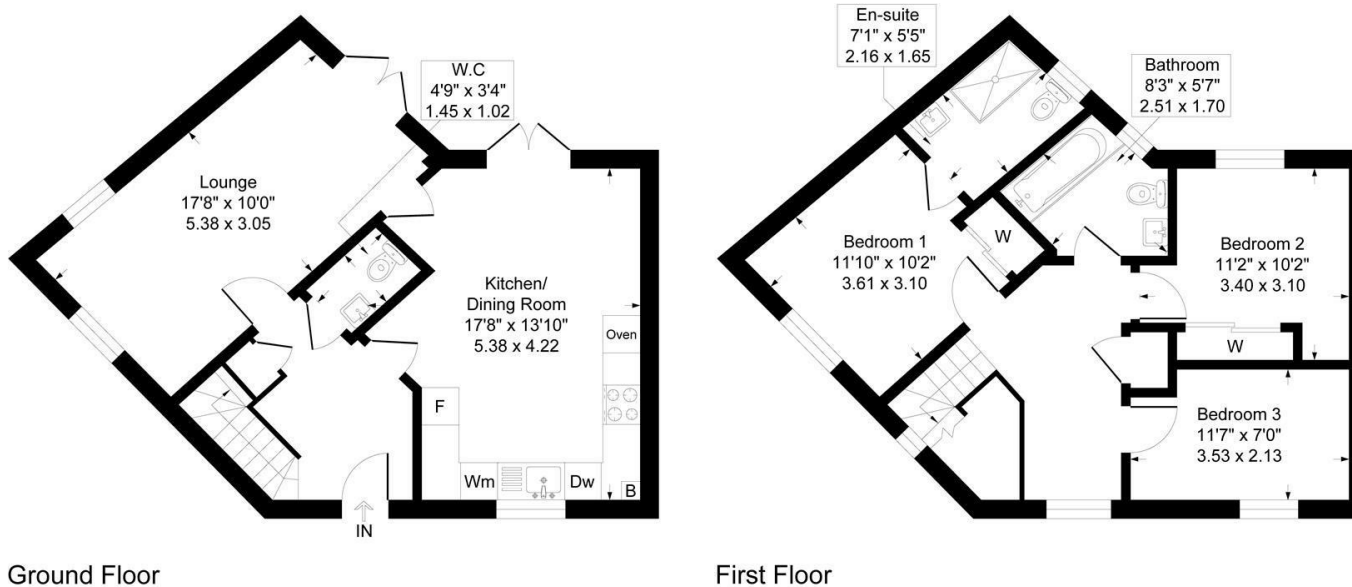 W.C
4'9" x 3'4"
1.45 x 1.02
Lounge
17'8" x 10'0"
5.38 x 3.05
Kitchen/
Dining Room
17'8" x 13'10"
5.38 x 4.22
Oven
F
Wm
Dw
B
IN
Ground Floor
En-suite
7'1" x 5'5"
2.16 x 1.65
Bathroom
8'3" x 5'7"
2.51 x 1.70
Bedroom 1
11'10" x 10'2"
3.61 x 3.10
W
Bedroom 2
11'2" x 10'2"
3.40 x 3.10
W
Bedroom 3
11'7" x 7'0"
3.53 x 2.13
First Floor